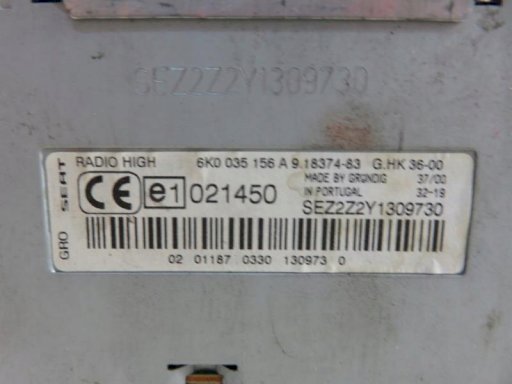 SEZ2Z2Y1309730
RADIO HIGH 6K0 035 156 A 9.18374-83 G.HK 36-00
MADE BY GRUNDIG 37/00
IN PORTUGAL 32-19
CE e1 021450
SEZ2Z2Y1309730
SEAT
GRO
02 01187 0330 130973 0